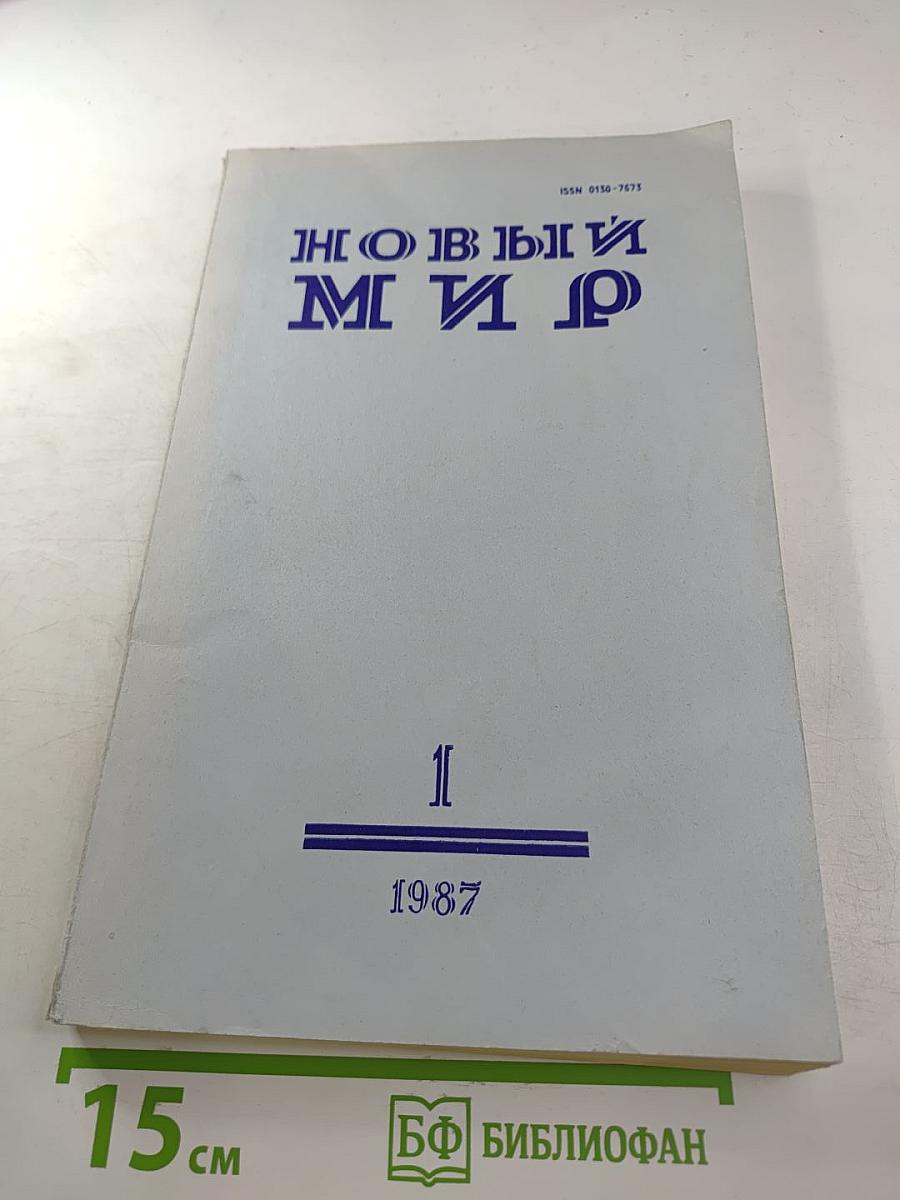 ISSN 0130-7673
НОВЫЙ
МИР
1
1987
15 см
БФ БИБЛИОФАН